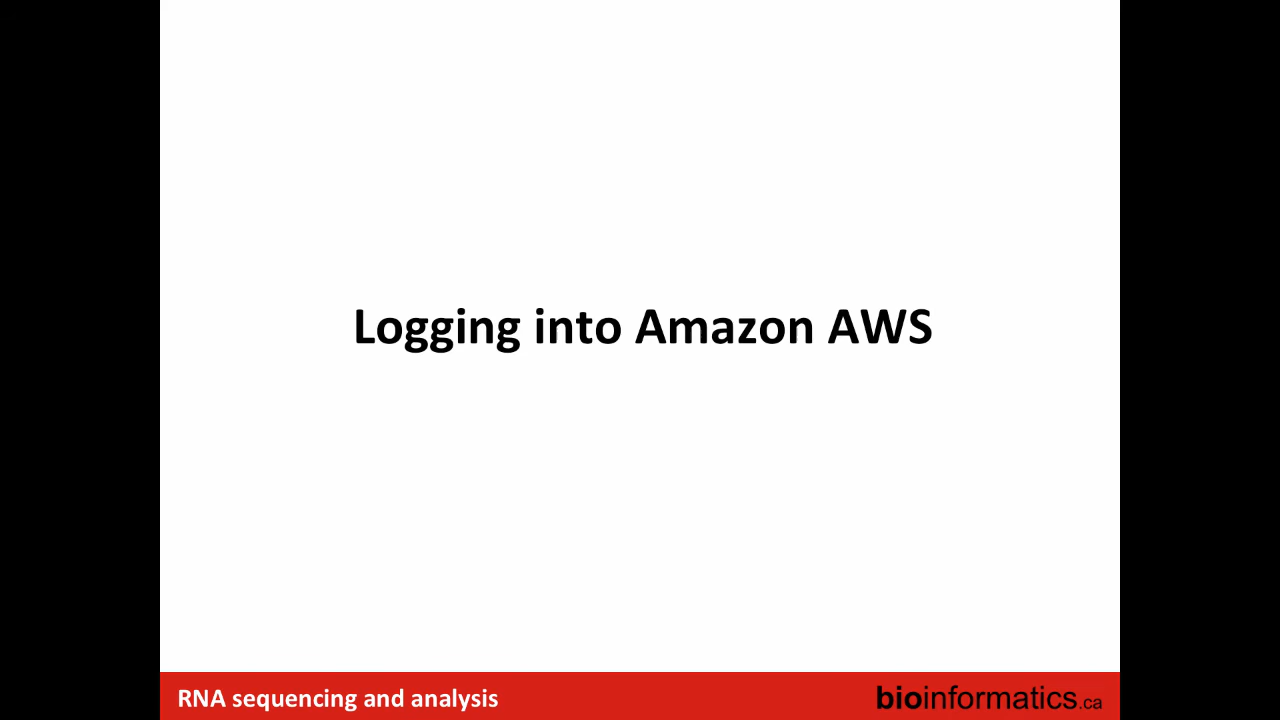 Logging into Amazon AWS
RNA sequencing and analysis
bioinformatics.ca